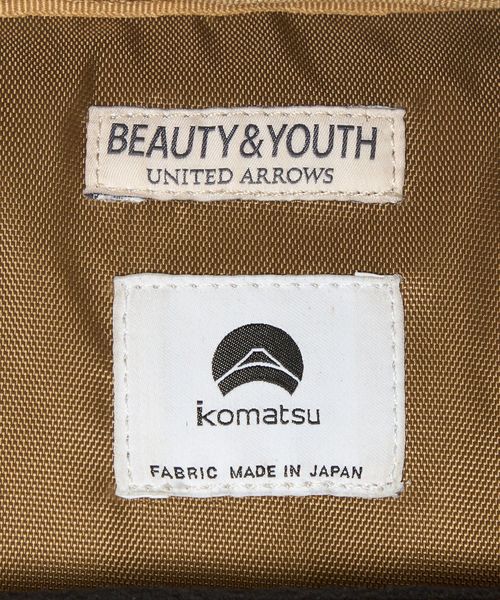 BEAUTY&YOUTH
UNITED ARROWS
komatsu
FABRIC MADE IN JAPAN